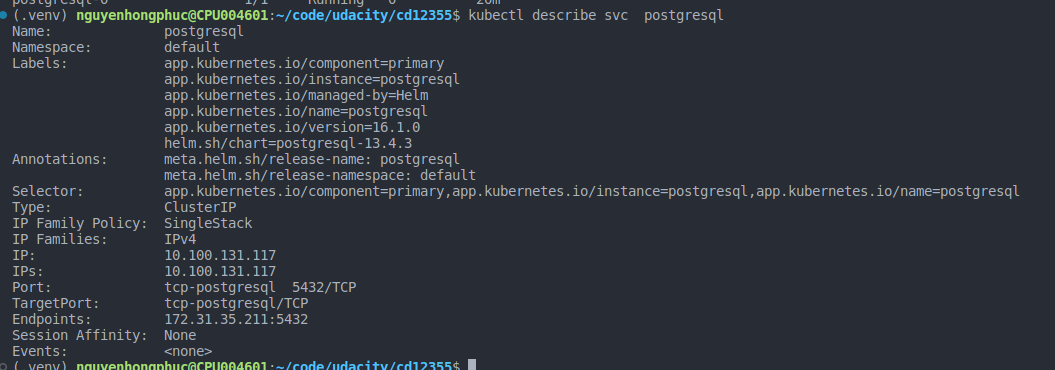 postgresql-0                1/1     Running   0          20m
(.venv) nguyenhongphuc@CPU004601:~/code/udacity/cd12355$ kubectl describe svc  postgresql
Name:              postgresql
Namespace:         default
Labels:            app.kubernetes.io/component=primary
                   app.kubernetes.io/instance=postgresql
                   app.kubernetes.io/managed-by=Helm
                   app.kubernetes.io/name=postgresql
                   app.kubernetes.io/version=16.1.0
                   helm.sh/chart=postgresql-13.4.3
Annotations:       meta.helm.sh/release-name: postgresql
                   meta.helm.sh/release-namespace: default
Selector:          app.kubernetes.io/component=primary,app.kubernetes.io/instance=postgresql,app.kubernetes.io/name=postgresql
Type:              ClusterIP
IP Family Policy:  SingleStack
IP Families:       IPv4
IP:                10.100.131.117
IPs:               10.100.131.117
Port:              tcp-postgresql  5432/TCP
TargetPort:        tcp-postgresql/TCP
Endpoints:         172.31.35.211:5432
Session Affinity:  None
Events:            <none>
(.venv) nguyenhongphuc@CPU004601:~/code/udacity/cd12355$